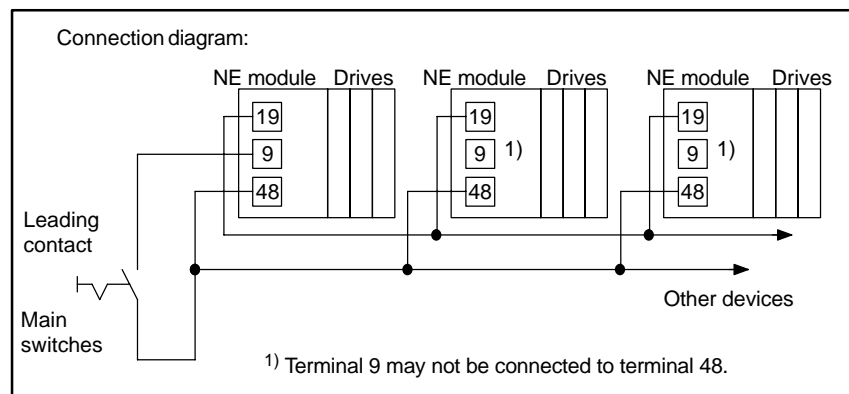 Connection diagram:
NE module Drives NE module Drives NE module Drives
19 19 19
9 9 1) 9 1)
48 48 48
Leading
contact
Other devices
Main
switches
1) Terminal 9 may not be connected to terminal 48.